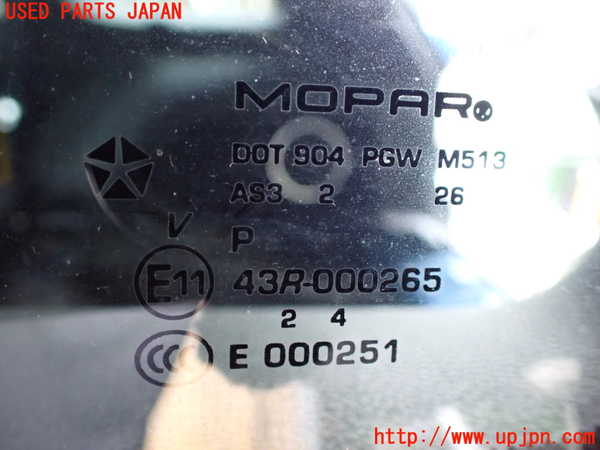 USED PARTS JAPAN
MOPAR
DOT 904 PGW M513
AS3 2 26
V P
E11 43R-000265
2 4
CCC E 000251
http://www.upjpn.com